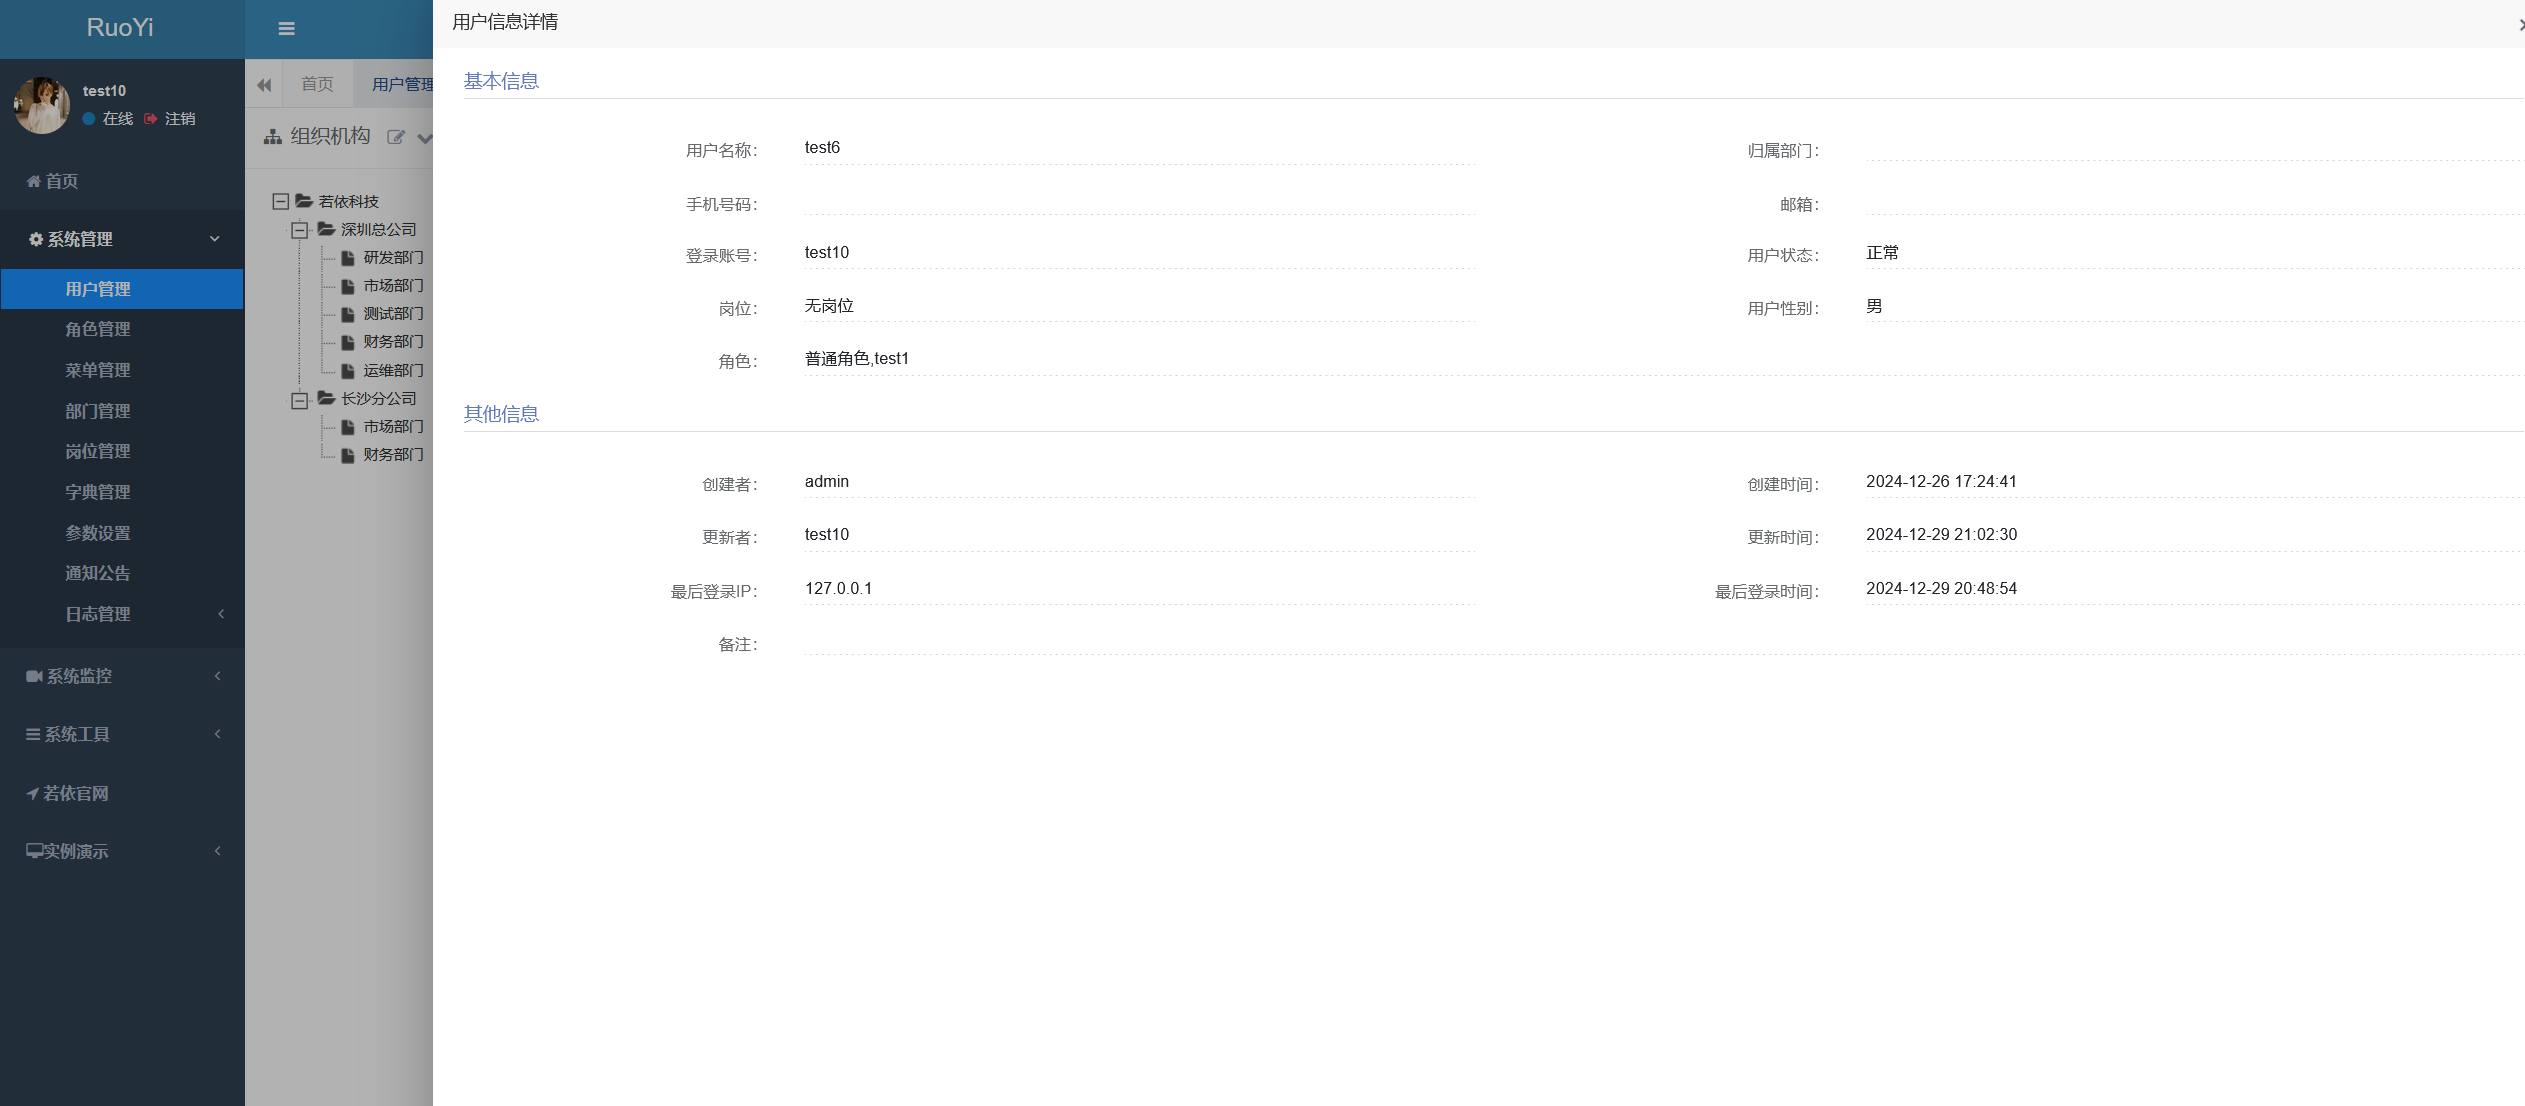 RuoYi
test10
在线 注销
首页
系统管理
用户管理
角色管理
菜单管理
部门管理
岗位管理
字典管理
参数设置
通知公告
日志管理
系统监控
系统工具
若依官网
实例演示
首页 用户管理
组织机构
若依科技
深圳总公司
研发部门
市场部门
测试部门
财务部门
运维部门
长沙分公司
市场部门
财务部门
用户信息详情
基本信息
用户名称： test6 归属部门：
手机号码： 邮箱：
登录账号： test10 用户状态： 正常
岗位： 无岗位 用户性别： 男
角色： 普通角色,test1
其他信息
创建者： admin 创建时间： 2024-12-26 17:24:41
更新者： test10 更新时间： 2024-12-29 21:02:30
最后登录IP： 127.0.0.1 最后登录时间： 2024-12-29 20:48:54
备注：